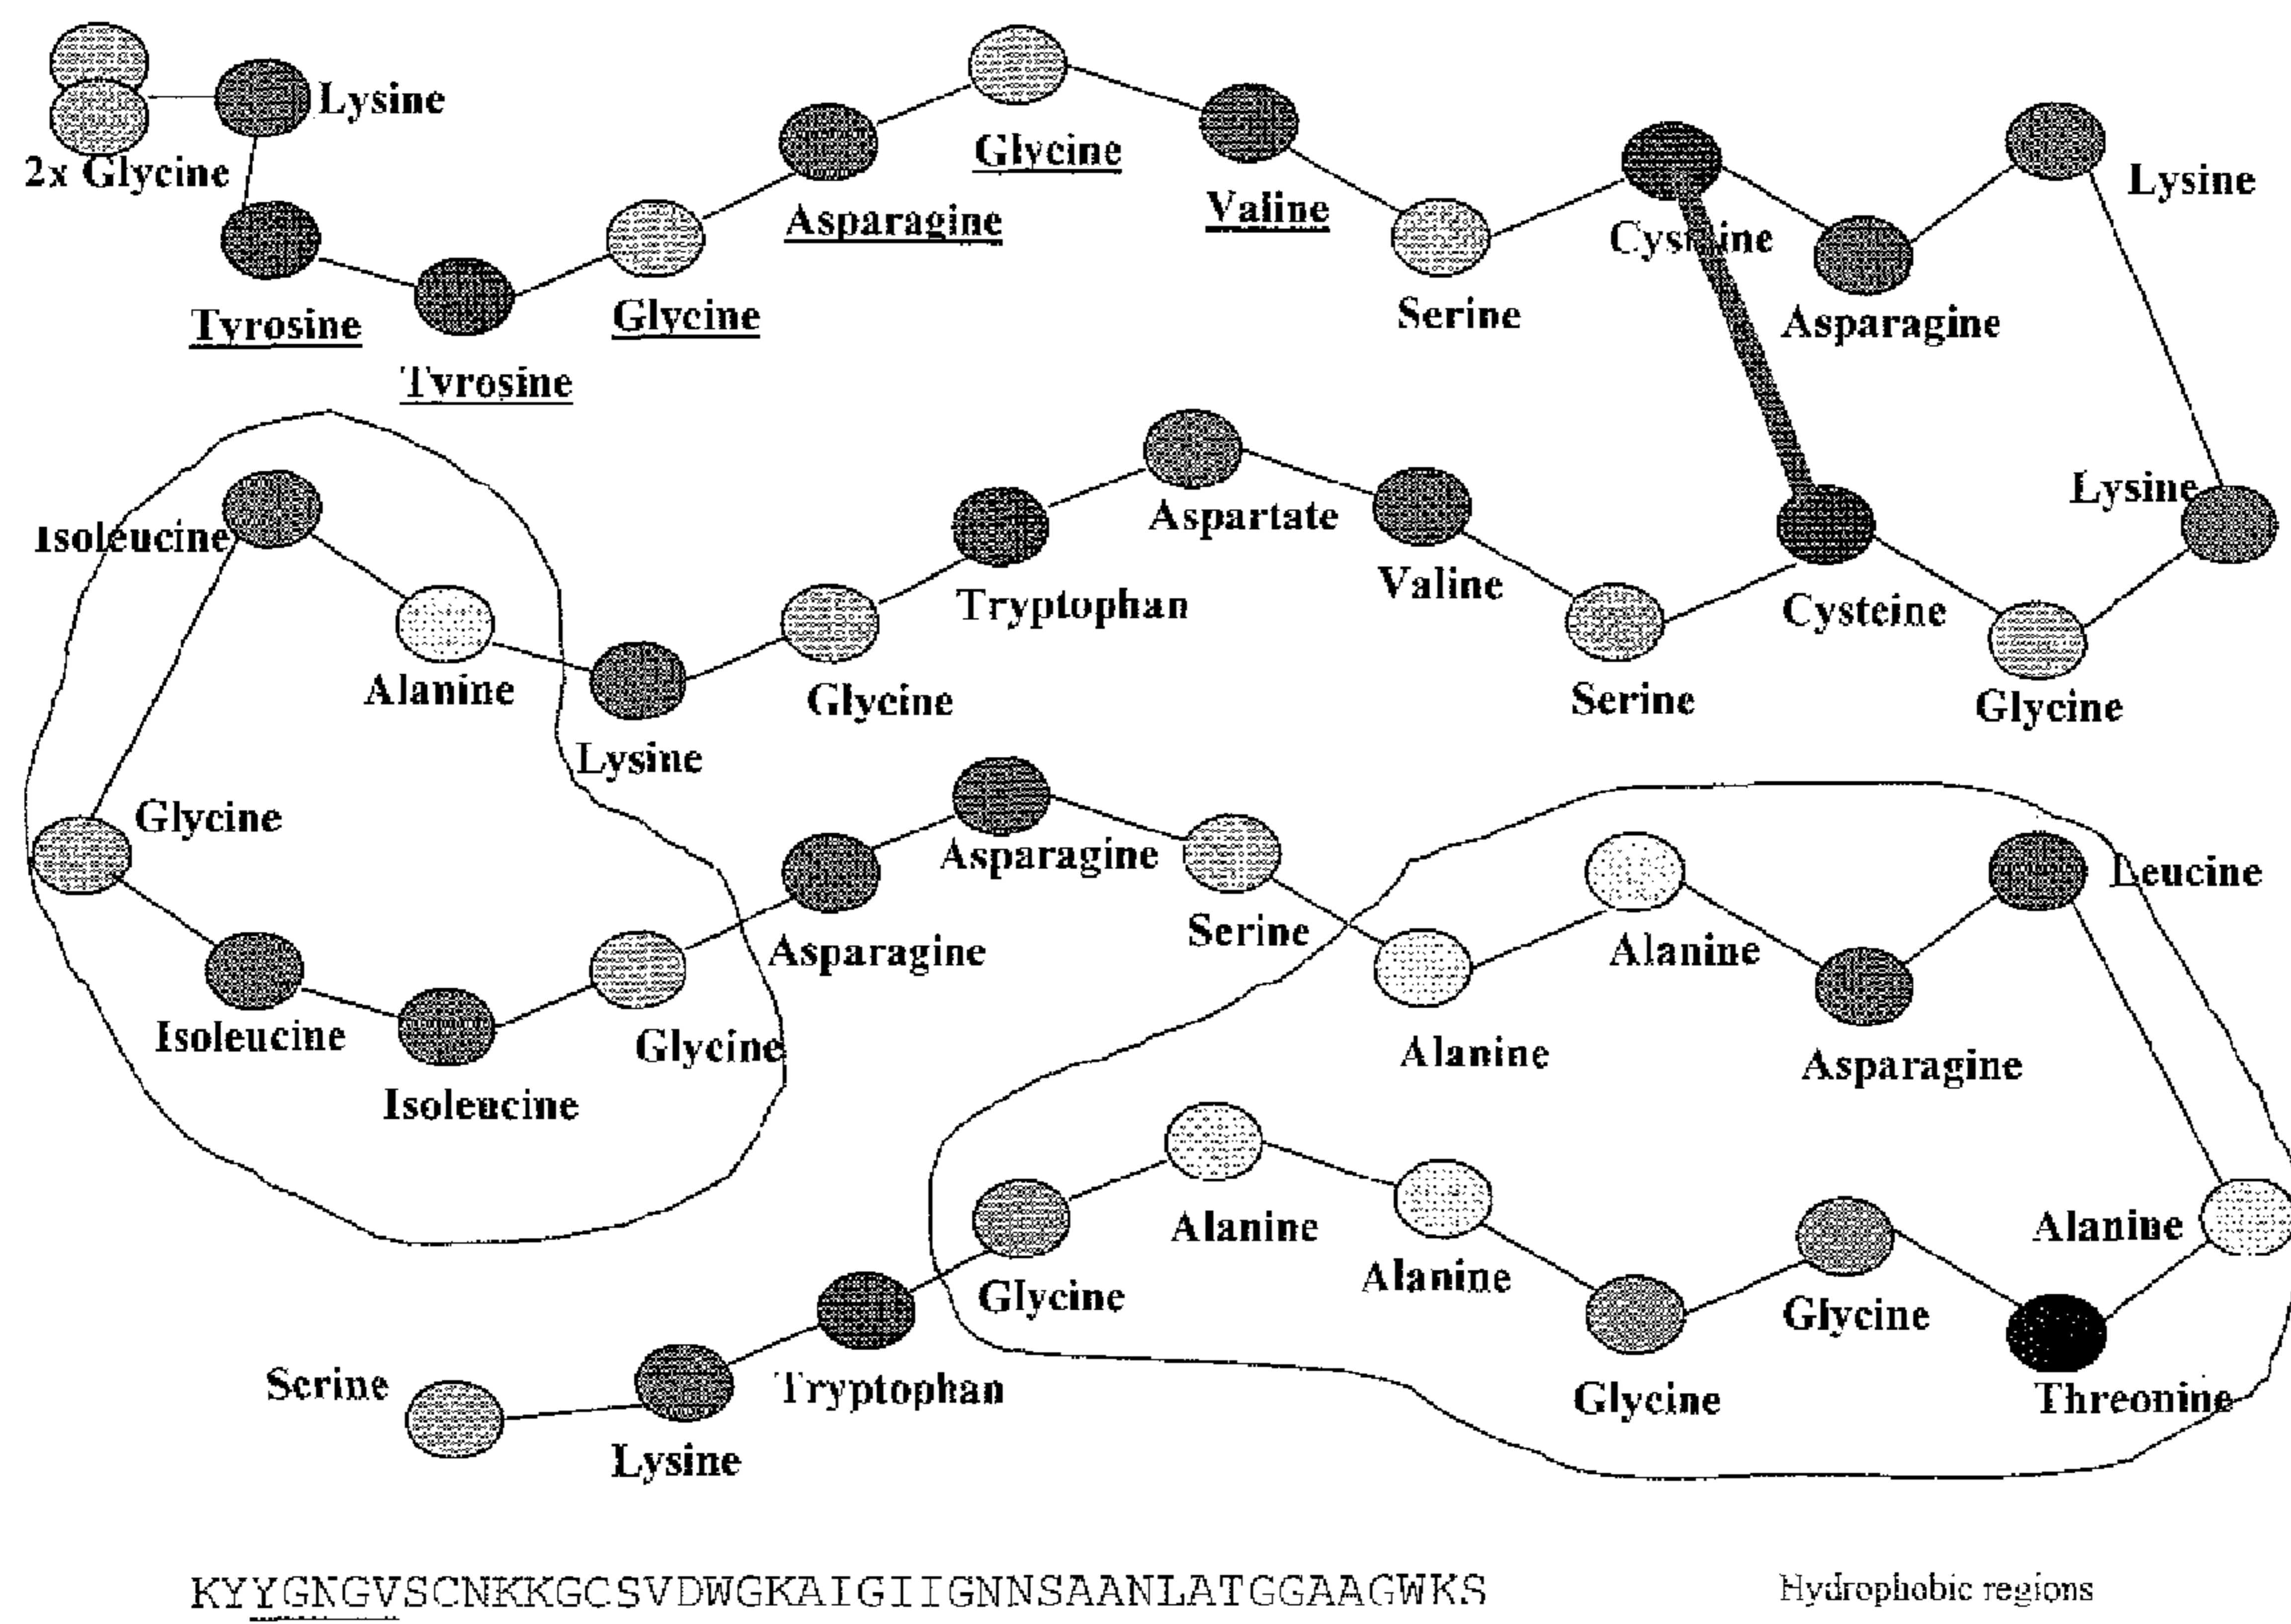 Lysine
2x Glycine
Glycine
Valine
Asparagine
Glycine
Tyrosine
Tyrosine
Serine
Cysteine
Asparagine
Lysine
Lysine
Isoleucine
Alanine
Lysine
Glycine
Tryptophan
Aspartate
Valine
Serine
Cysteine
Glycine
Glycine
Isoleucine
Isoleucine
Glycine
Asparagine
Asparagine
Serine
Alanine
Alanine
Asparagine
Leucine
Alanine
Threonine
Glycine
Glycine
Alanine
Alanine
Glycine
Tryptophan
Lysine
Serine
KYYGNGVSCNKKGCSVDWGKAIGIIGNNSAANLATGGAAGWKS
Hydrophobic regions